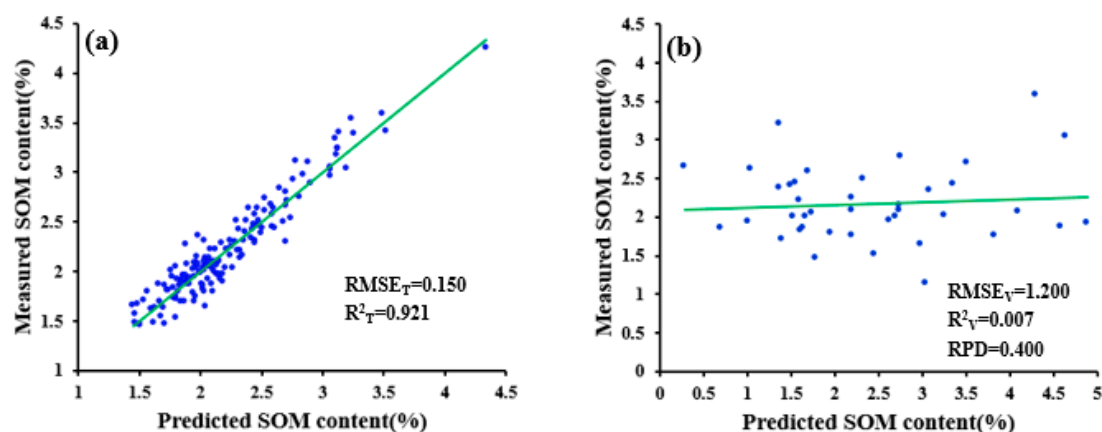 (a)
Measured SOM content(%)
4.5
4
3.5
3
2.5
2
1.5
1
RMSET=0.150
R²T=0.921
1 1.5 2 2.5 3 3.5 4 4.5
Predicted SOM content(%)
(b)
Measured SOM content(%)
4.5
4
3.5
3
2.5
2
1.5
1
0.5
0
RMSEV=1.200
R²V=0.007
RPD=0.400
0 0.5 1 1.5 2 2.5 3 3.5 4 4.5 5
Predicted SOM content(%)